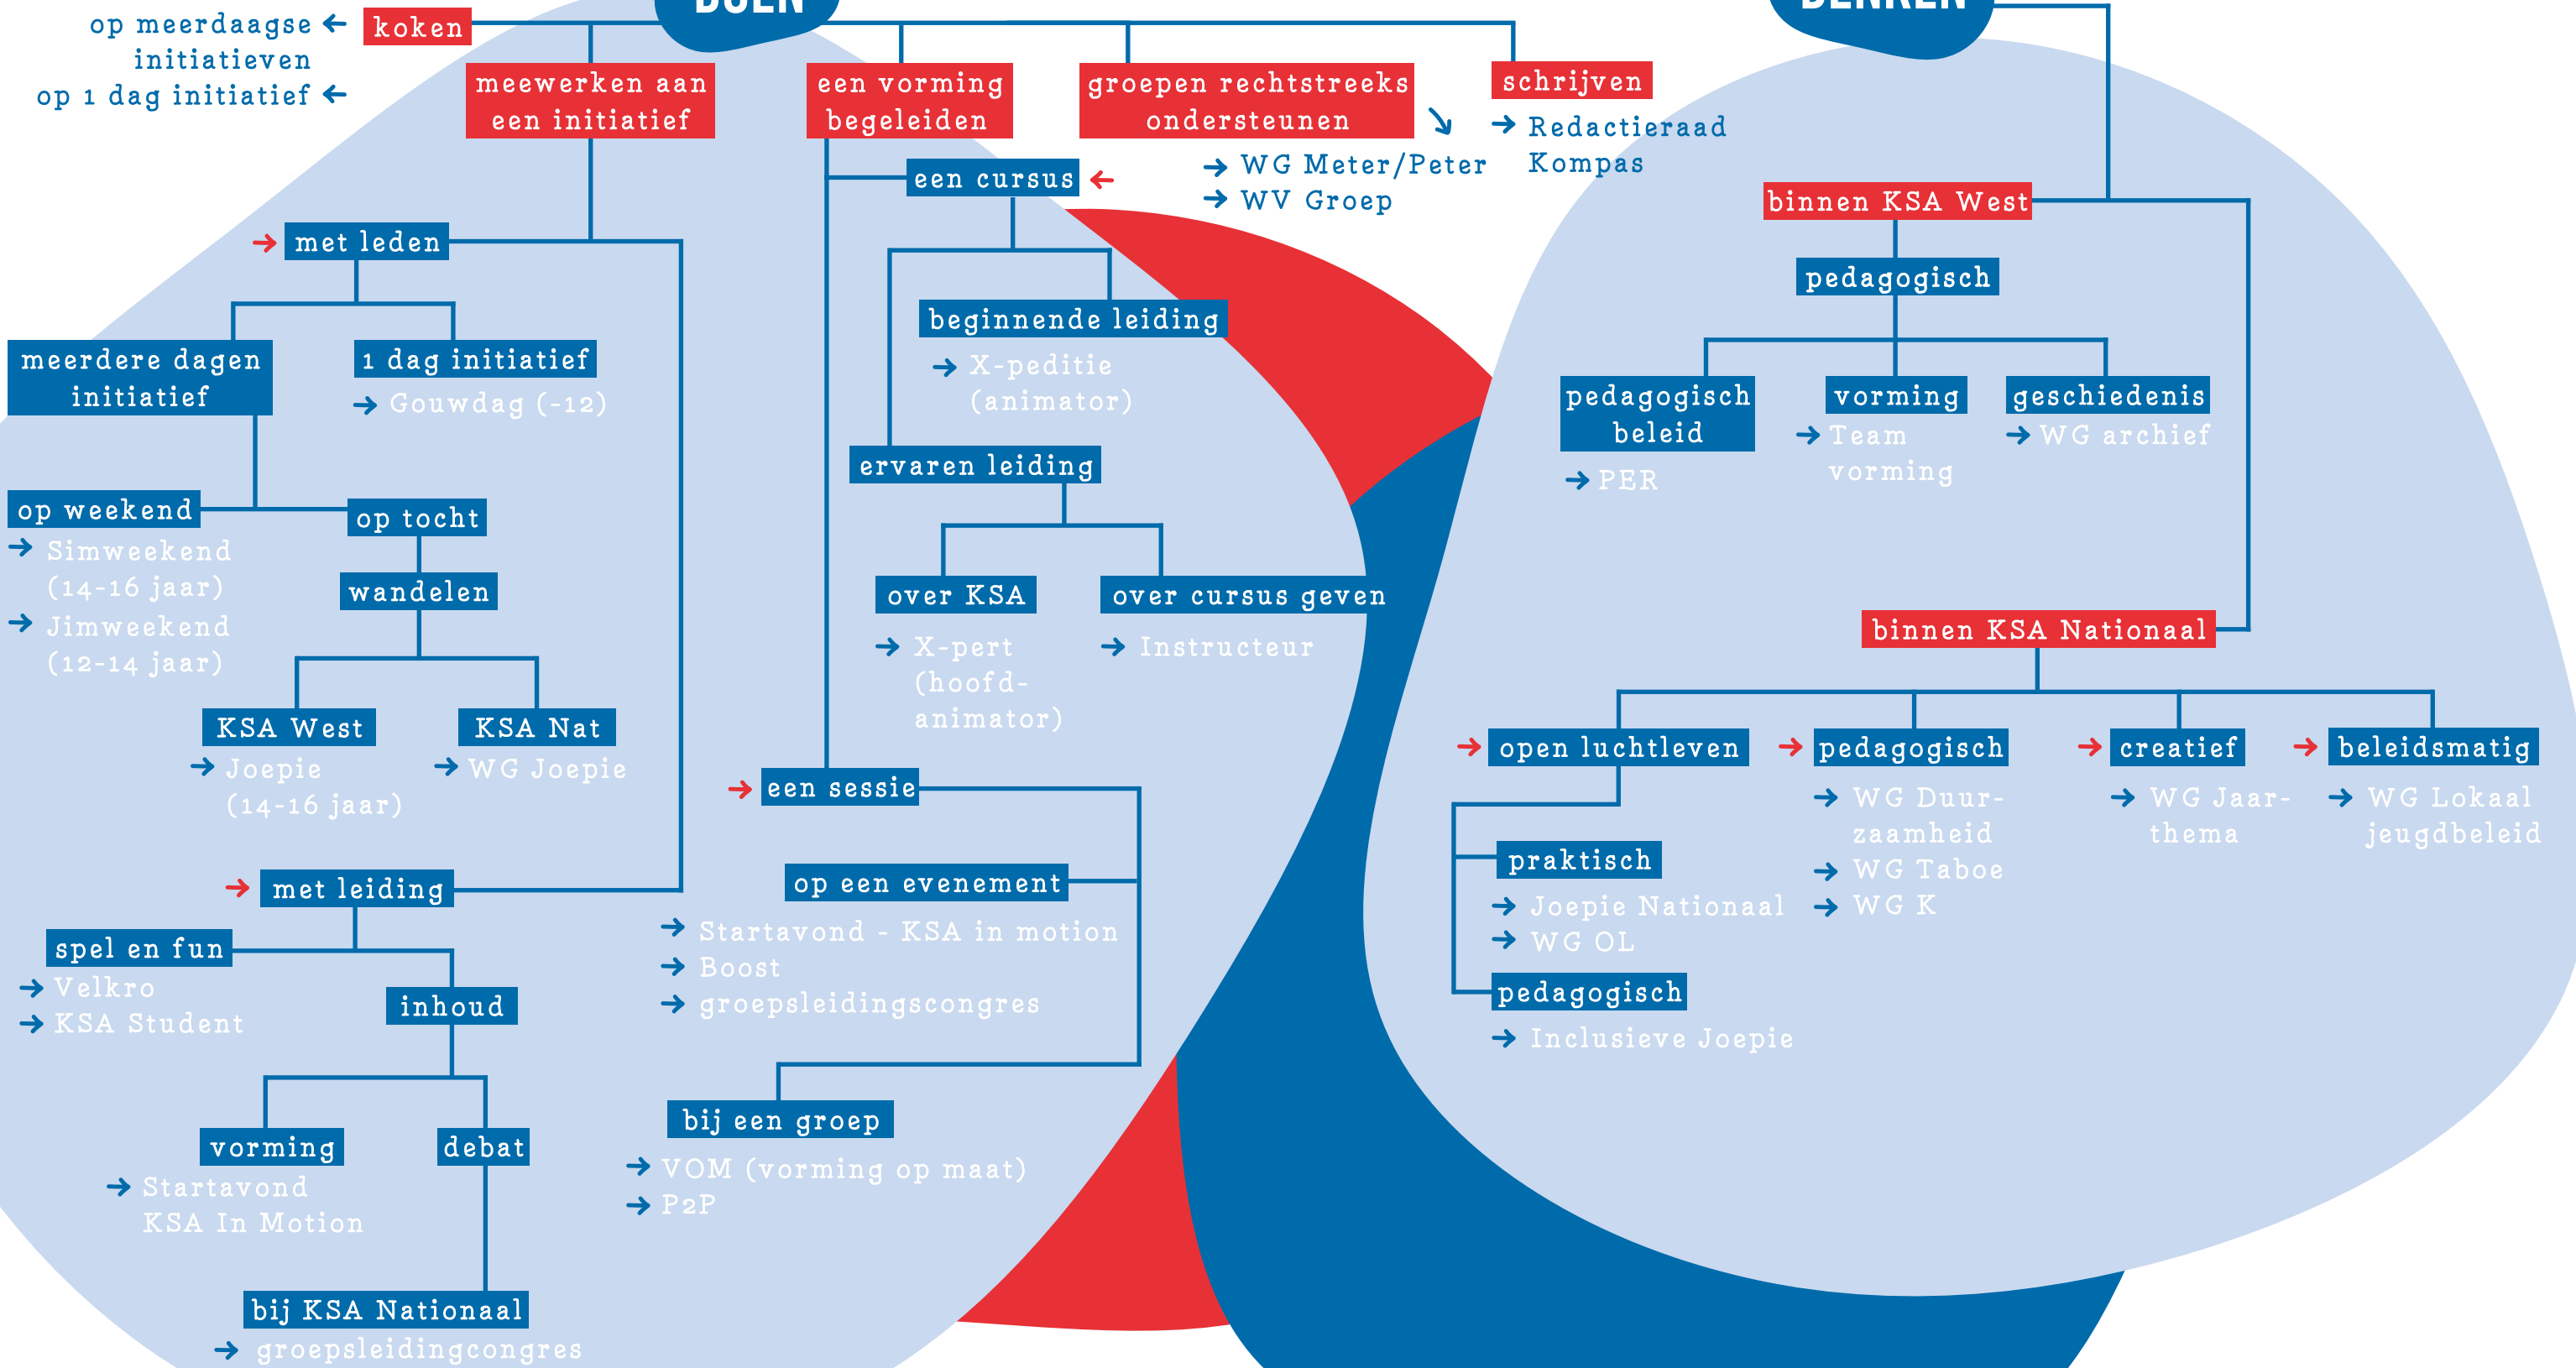 DOEN
DENKEN
koken
op meerdaagse
initiatieven
op 1 dag initiatief
meewerken aan
een initiatief
met leden
meerdere dagen
initiatief
1 dag initiatief
Gouwdag (-12)
op weekend
Simweekend
(14-16 jaar)
Jimweekend
(12-14 jaar)
op tocht
wandelen
KSA West
Joepie
(14-16 jaar)
KSA Nat
WG Joepie
met leiding
spel en fun
Velkro
KSA Student
inhoud
vorming
Startavond
KSA In Motion
debat
bij KSA Nationaal
groepsleidingcongres
een vorming
begeleiden
een cursus
beginnende leiding
X-peditie
(animator)
ervaren leiding
over KSA
X-pert
(hoofd-
animator)
over cursus geven
Instructeur
een sessie
op een evenement
Startavond - KSA in motion
Boost
groepsleidingscongres
bij een groep
VOM (vorming op maat)
P2P
groepen rechtstreeks
ondersteunen
WG Meter/Peter
WV Groep
schrijven
Redactieraad
Kompas
binnen KSA West
pedagogisch
pedagogisch
beleid
PER
vorming
Team
vorming
geschiedenis
WG archief
binnen KSA Nationaal
open luchtleven
praktisch
Joepie Nationaal
WG OL
pedagogisch
Inclusieve Joepie
pedagogisch
WG Duur-
zaamheid
WG Taboe
WG K
creatief
WG Jaar-
thema
beleidsmatig
WG Lokaal
jeugdbeleid